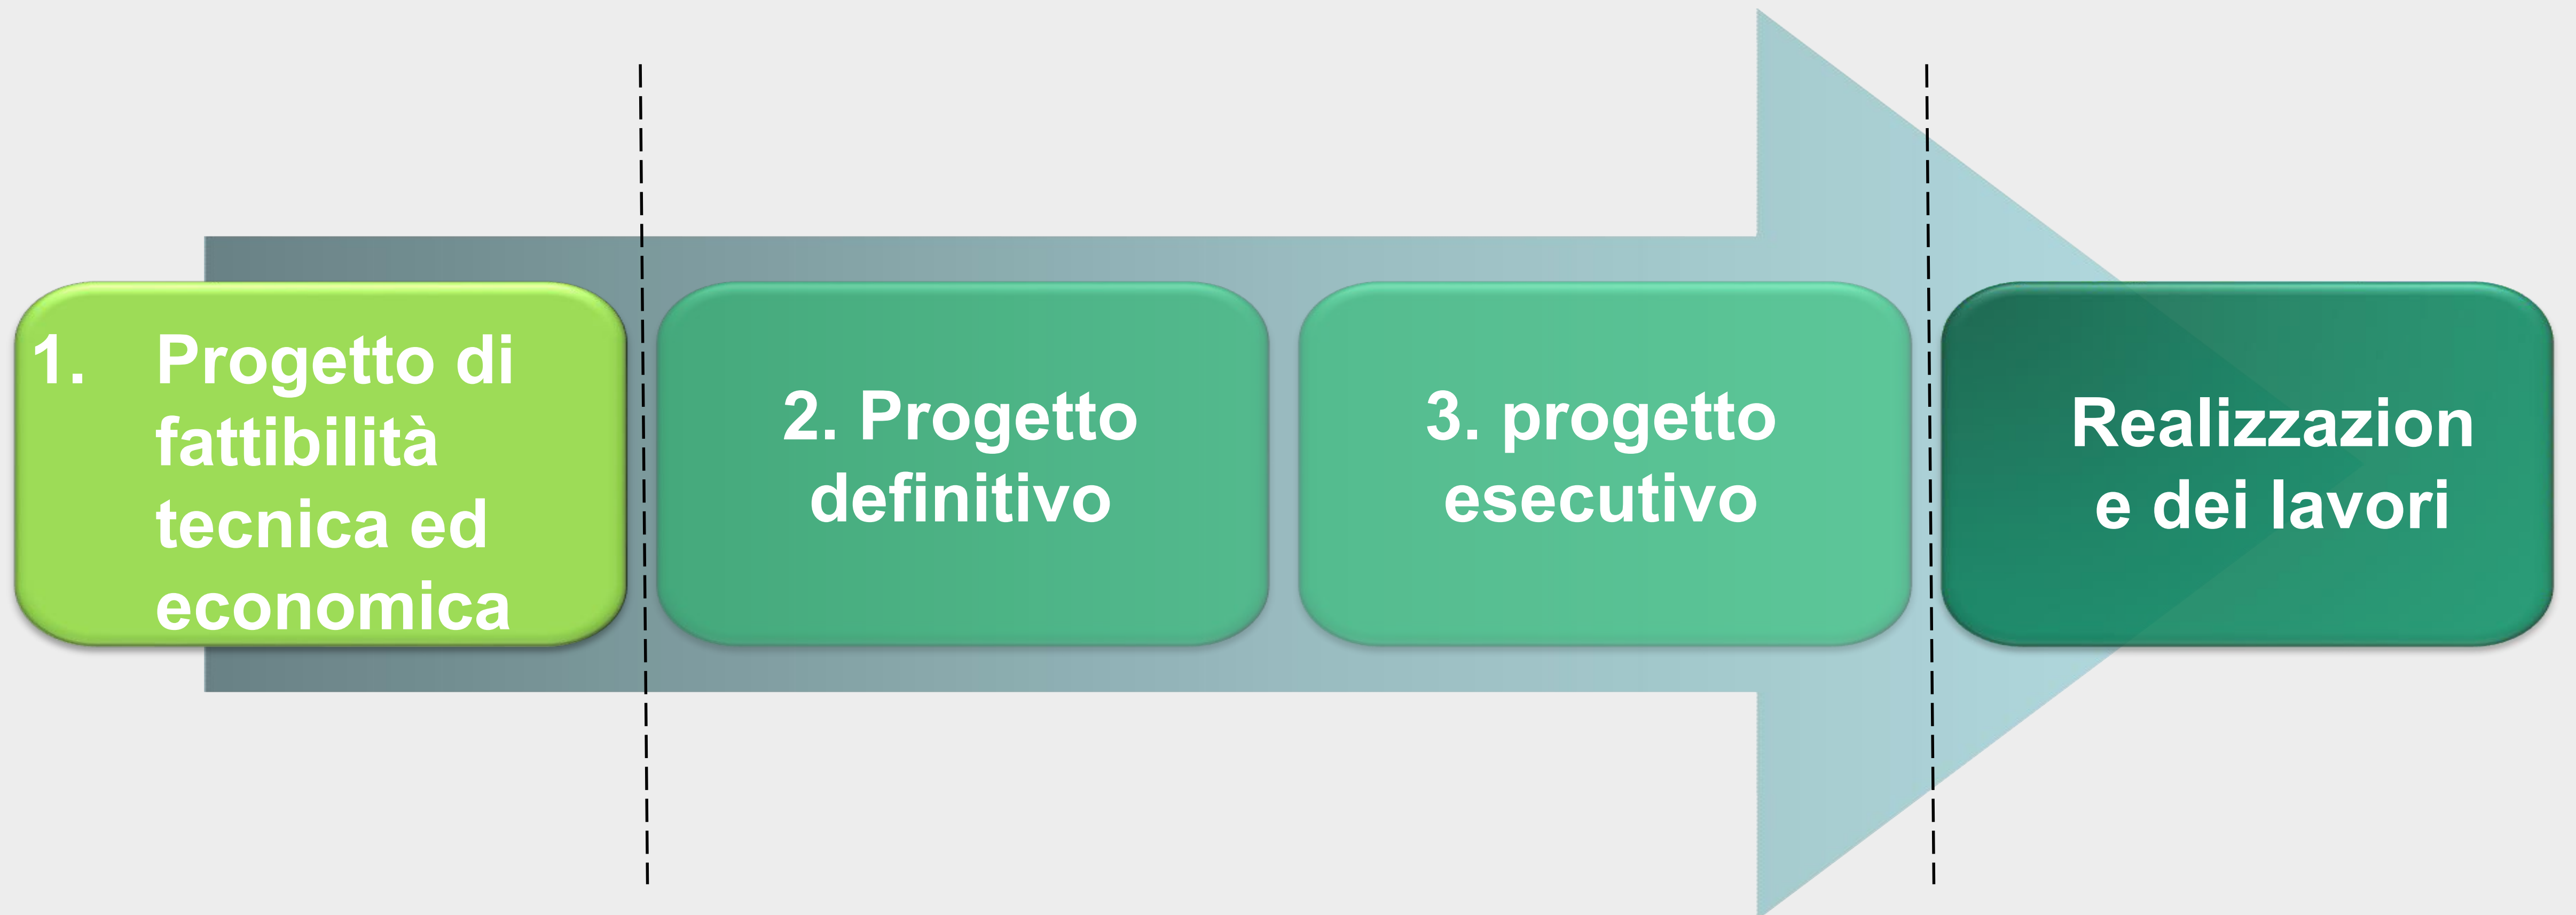 1. Progetto di
fattibilità
tecnica ed
economica
2. Progetto
definitivo
3. progetto
esecutivo
Realizzazion
e dei lavori